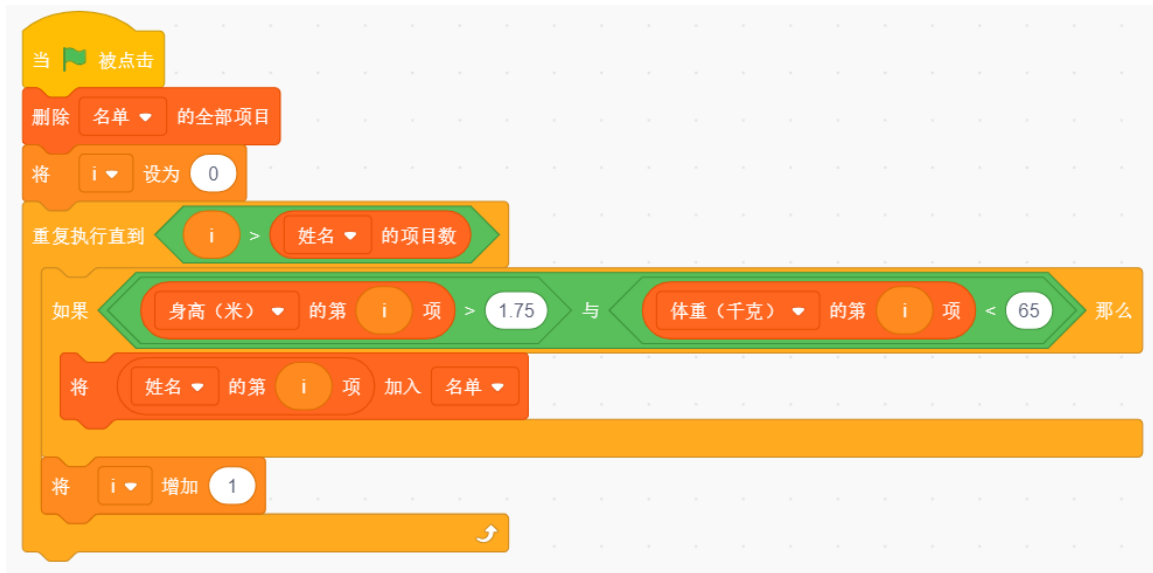 当 被点击
删除 名单 的全部项目
将 i 设为 0
重复执行直到 i > 姓名 的项目数
如果 身高（米） 的第 i 项 > 1.75 与 体重（千克） 的第 i 项 < 65 那么
将 姓名 的第 i 项 加入 名单
将 i 增加 1